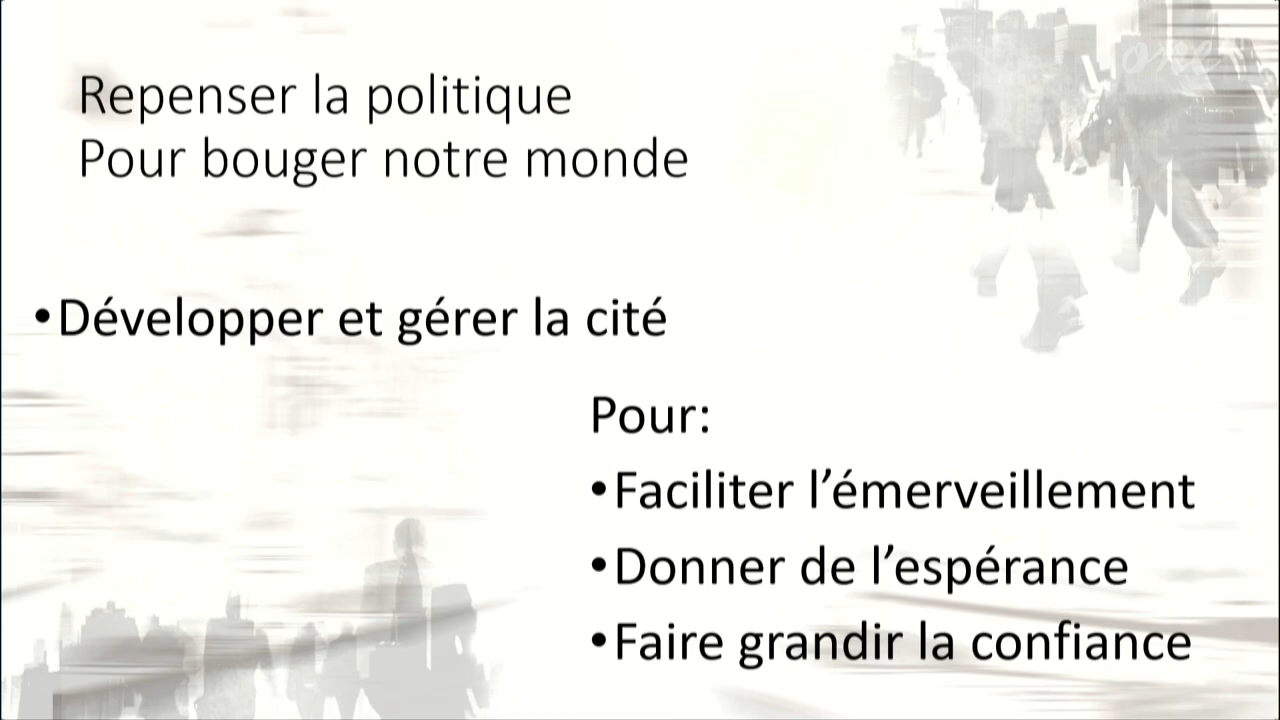 one
Repenser la politique
Pour bouger notre monde
•Développer et gérer la cité
Pour:
•Faciliter l’émerveillement
•Donner de l’espérance
•Faire grandir la confiance